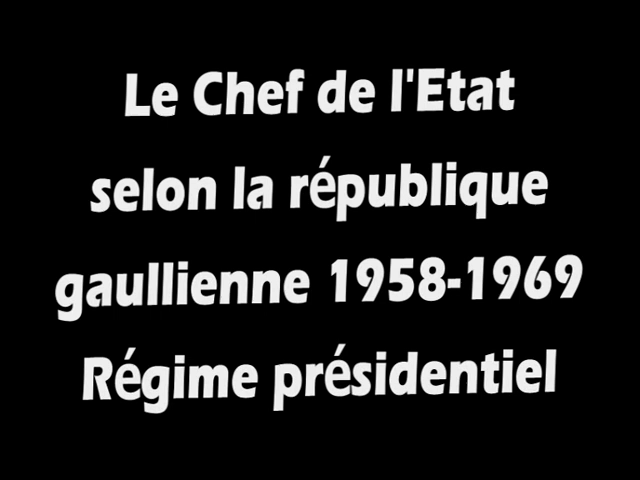 Le Chef de l'Etat
selon la république
gaullienne 1958-1969
Régime présidentiel